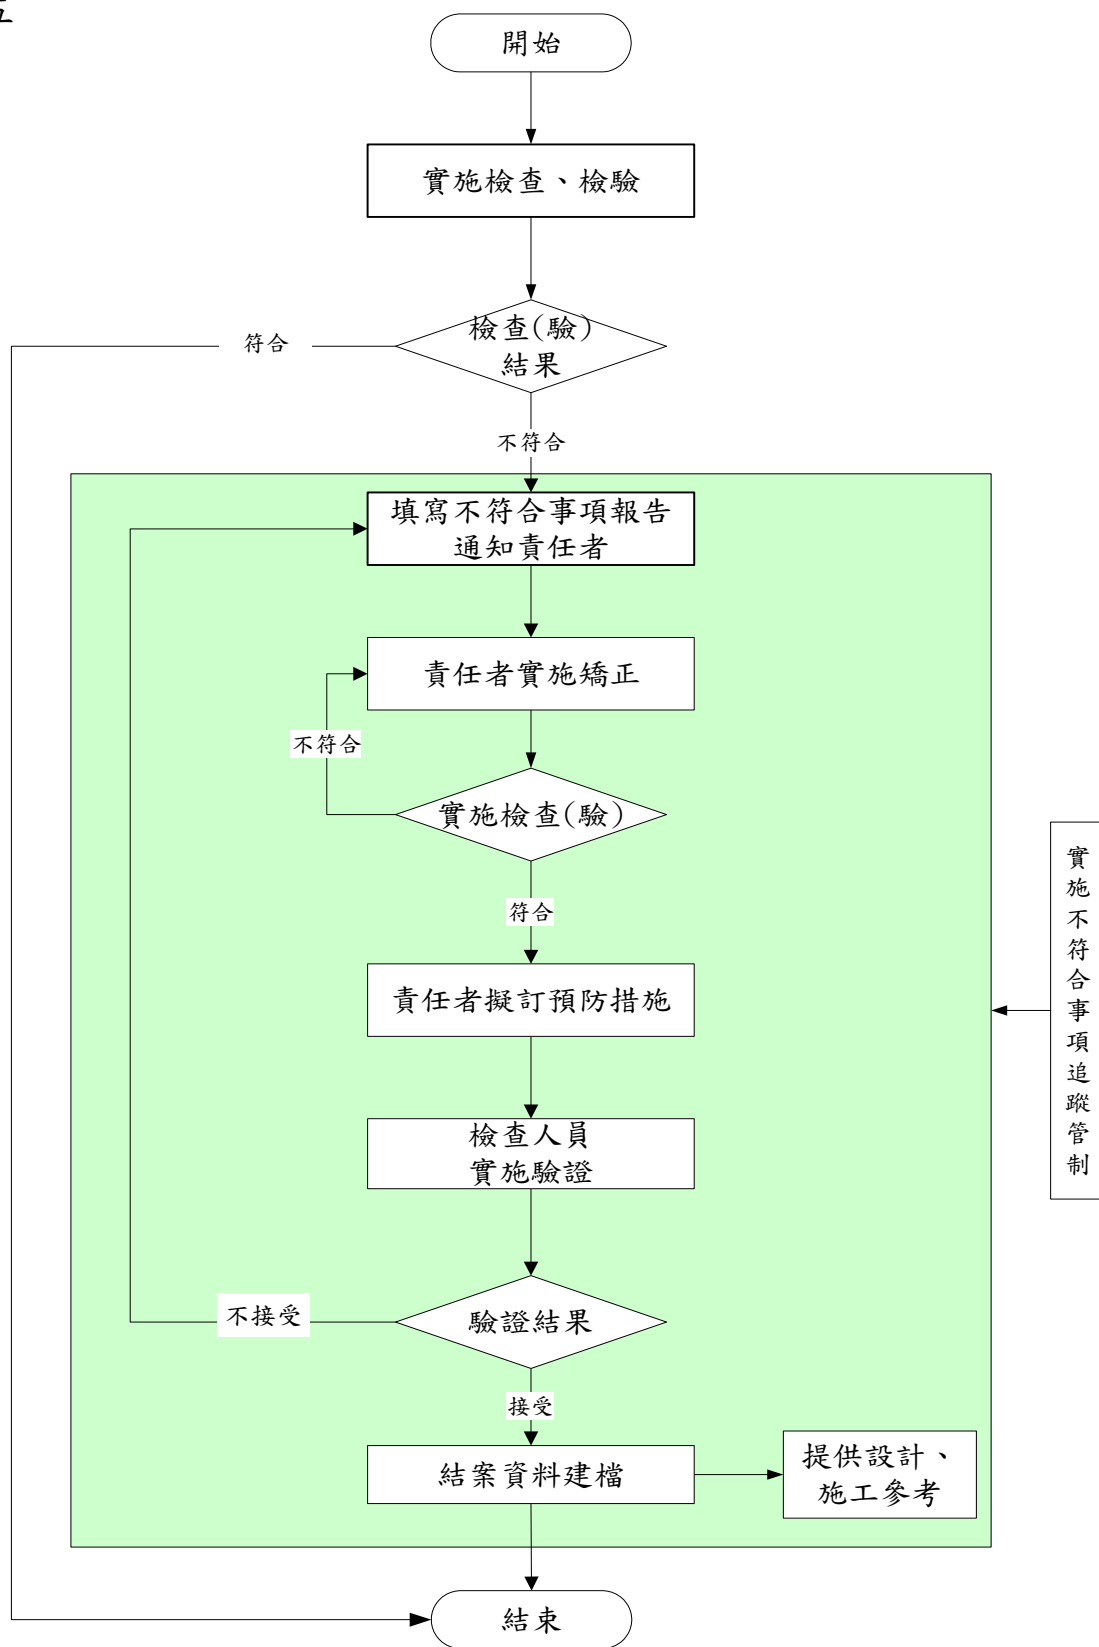 開始
實施檢查、檢驗
檢查(驗)
結果
符合
不符合
填寫不符合事項報告
通知責任者
責任者實施矯正
不符合
實施檢查(驗)
符合
責任者擬訂預防措施
檢查人員
實施驗證
驗證結果
不接受
接受
結案資料建檔
提供設計、
施工參考
實施不符合事項追蹤管制
結束